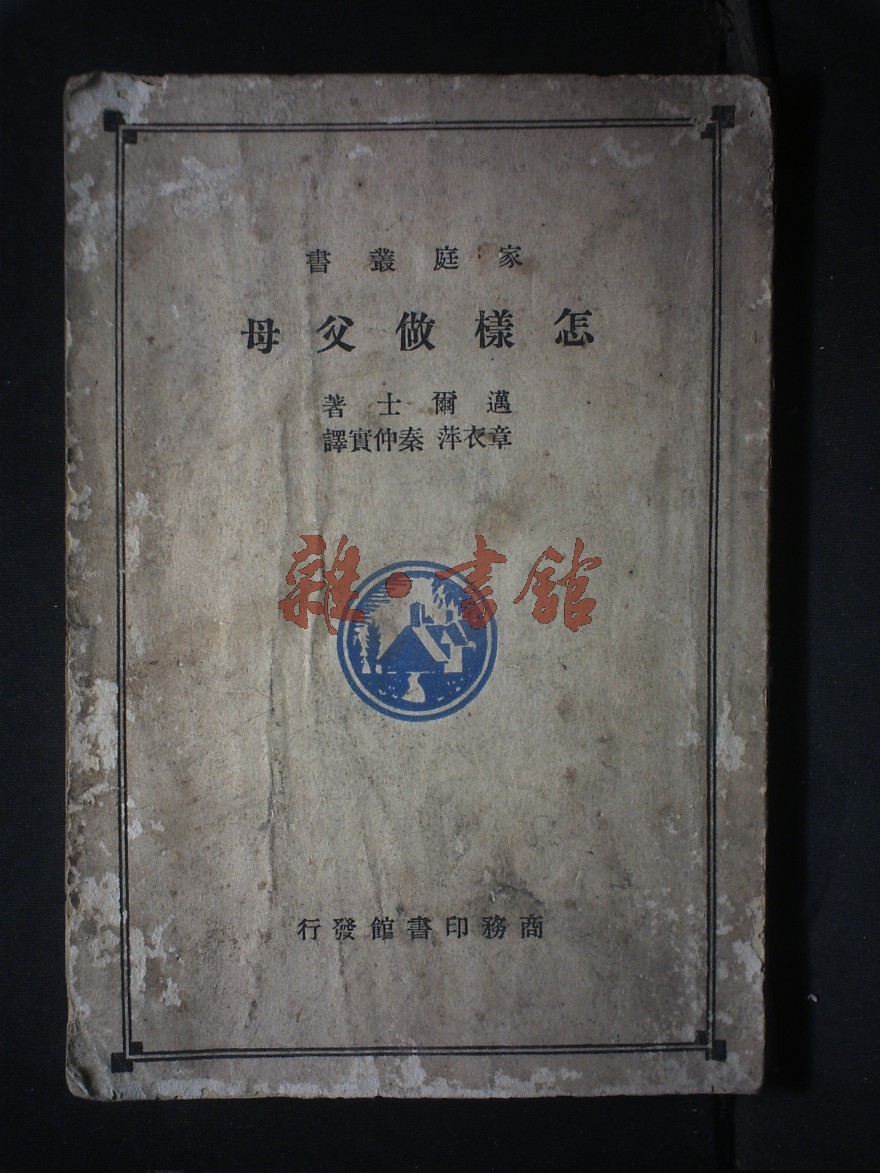 家庭叢書
怎樣做父母
邁爾士著
章衣萍 秦仲實譯
雜·書館
商務印書館發行